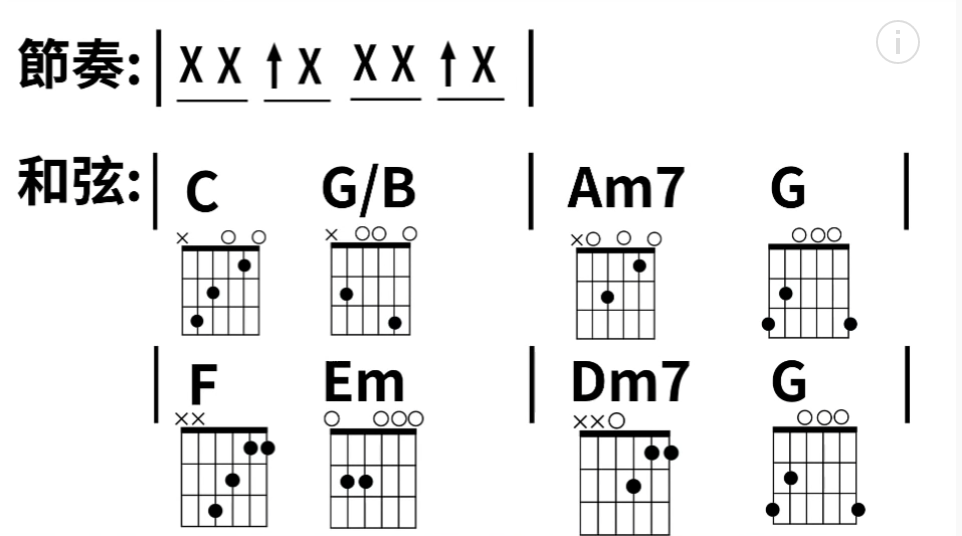 節奏: | X X ↑ X X X ↑ X |
和弦: | C G/B | Am7 G |
| F Em | Dm7 G |